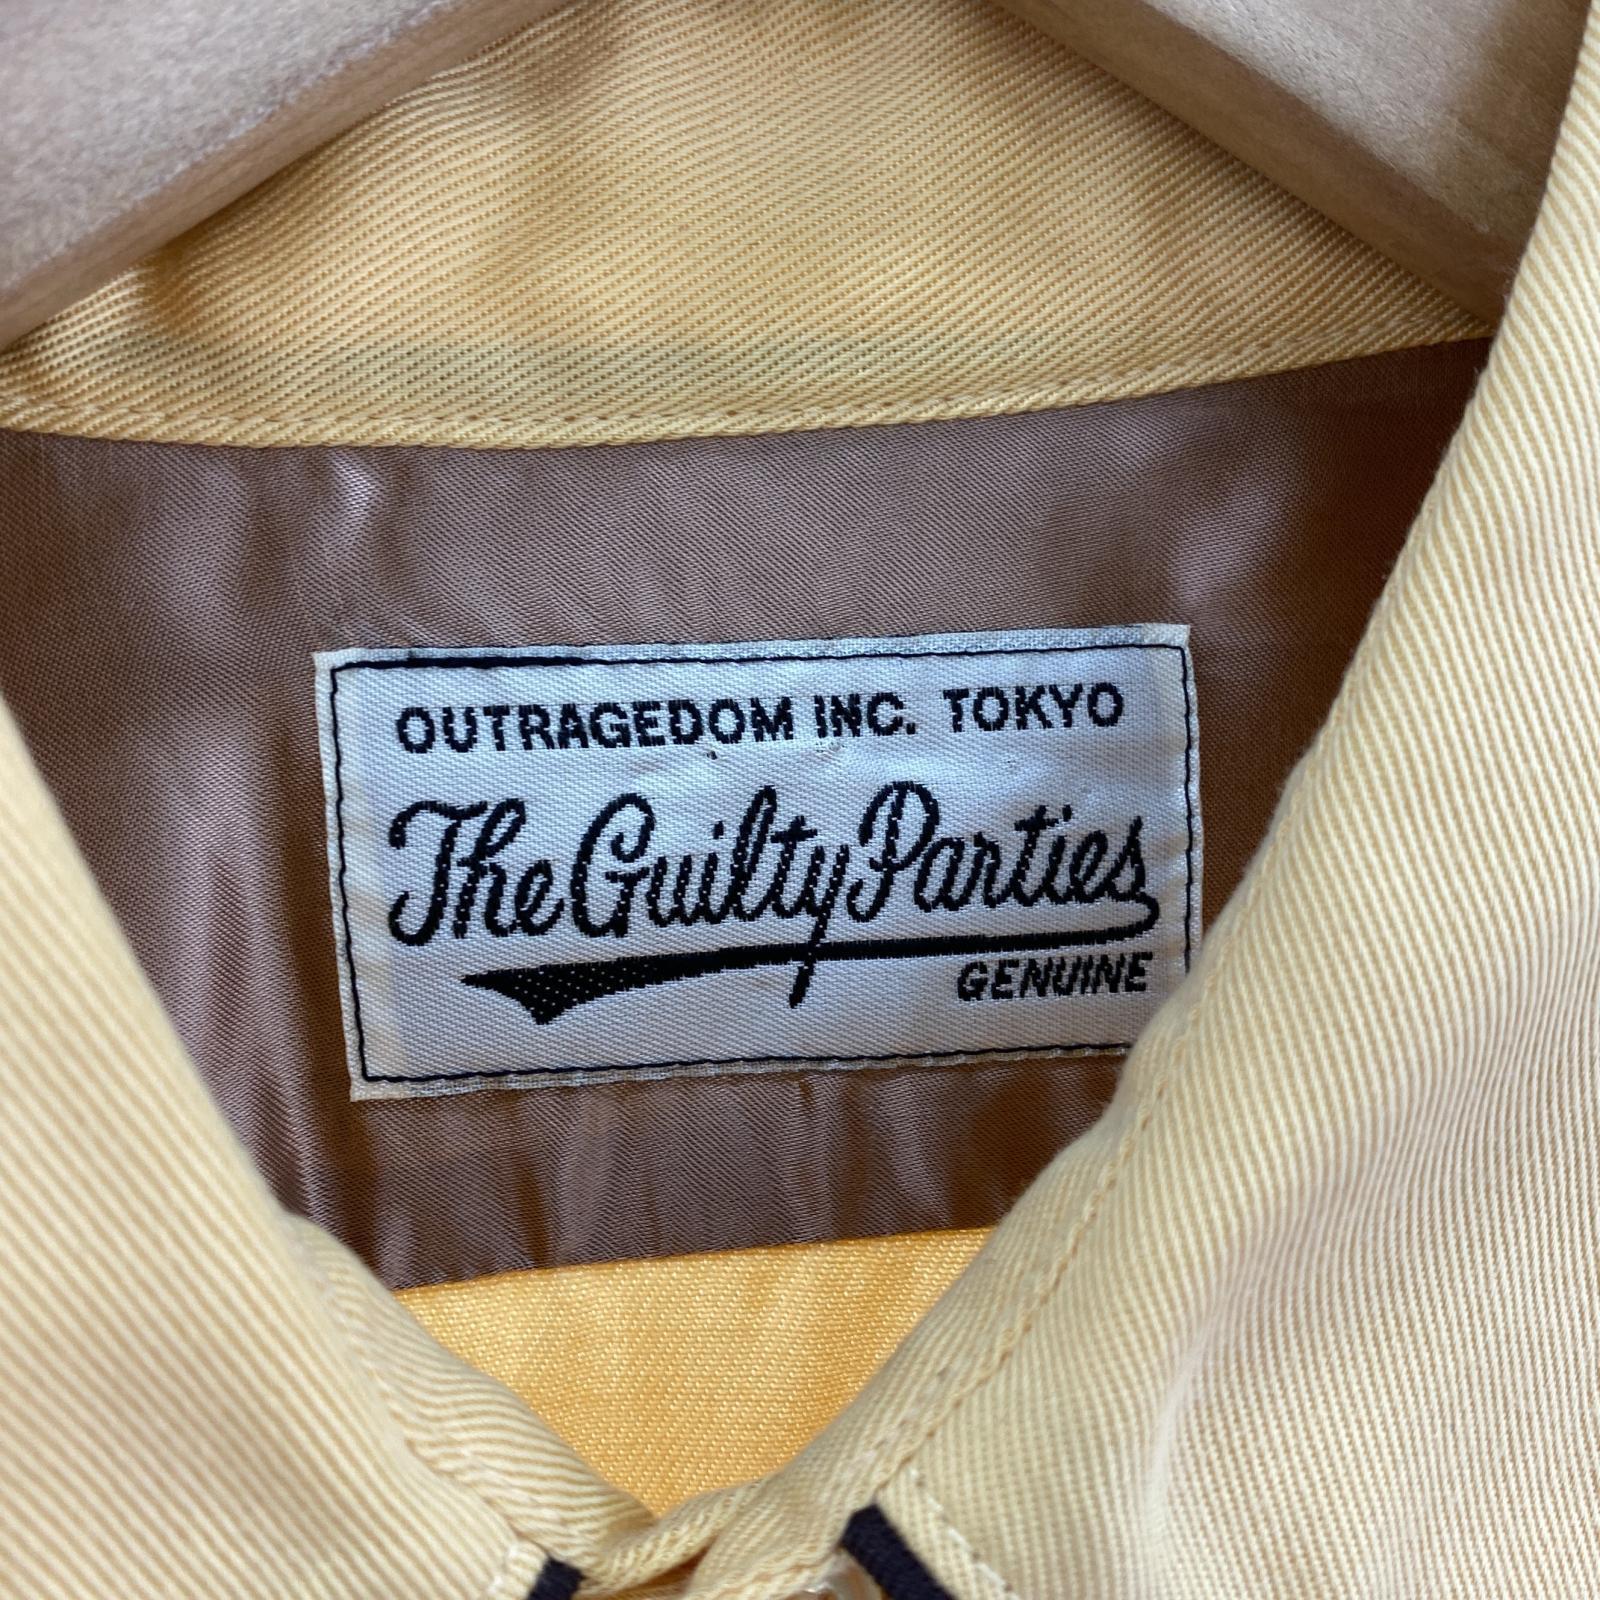 OUTRAGEDOM INC. TOKYO
The Guilty Parties
GENUINE